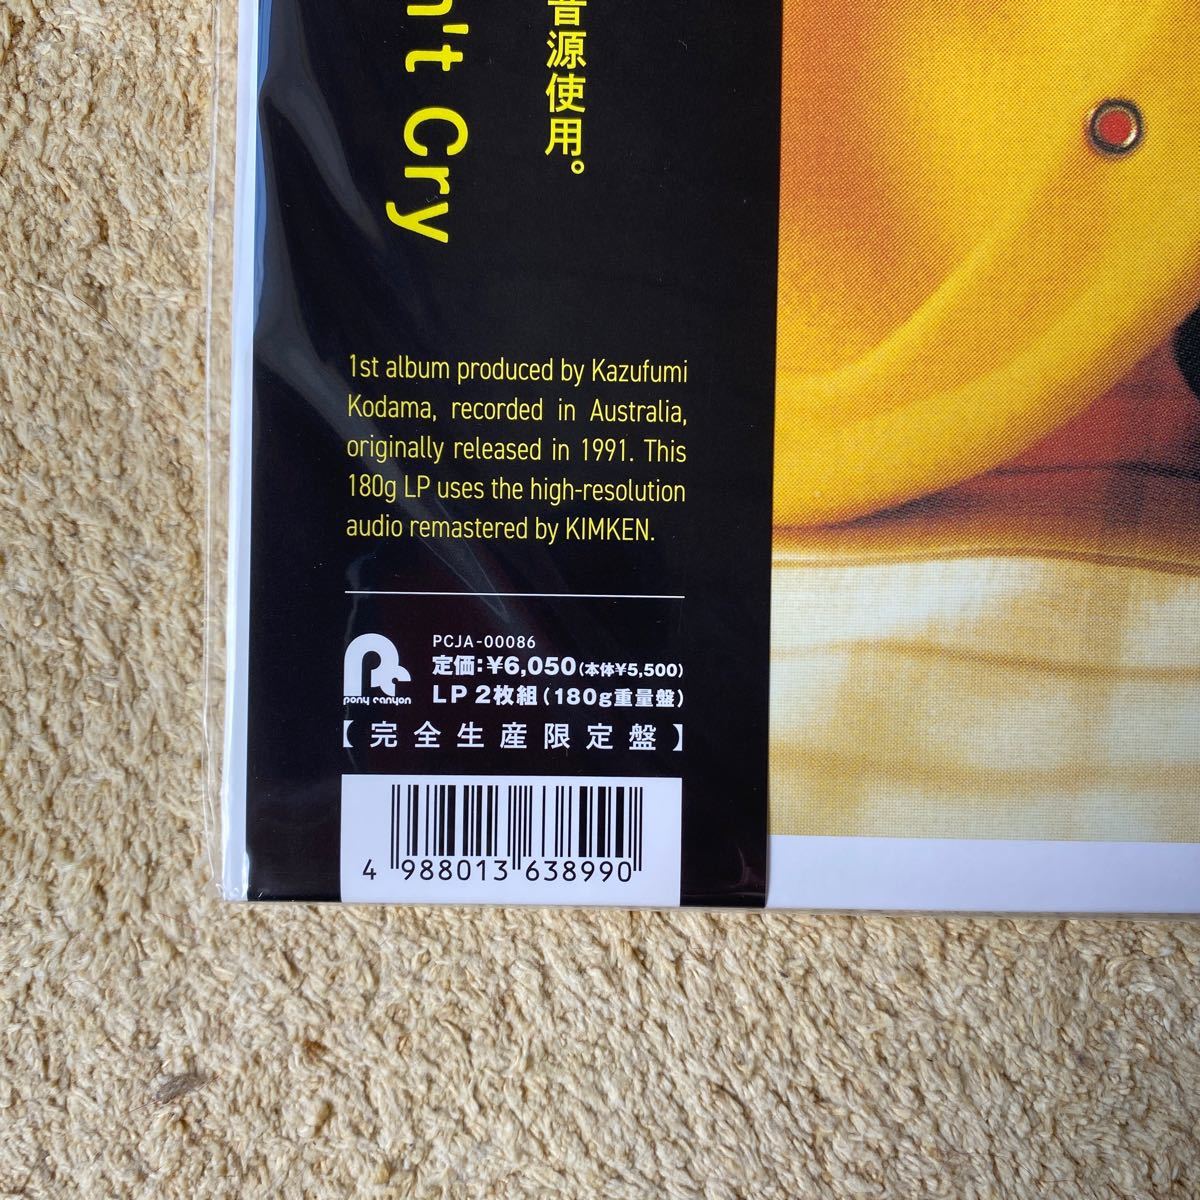 音源使用。
n't Cry
1st album produced by Kazufumi
Kodama, recorded in Australia,
originally released in 1991. This
180g LP uses the high-resolution
audio remastered by KIMKEN.
pony canyon
PCJA-00086
定価:¥6,050(本体¥5,500)
LP 2枚組(180g重量盤)
【完全生産限定盤】
4 988013 638990